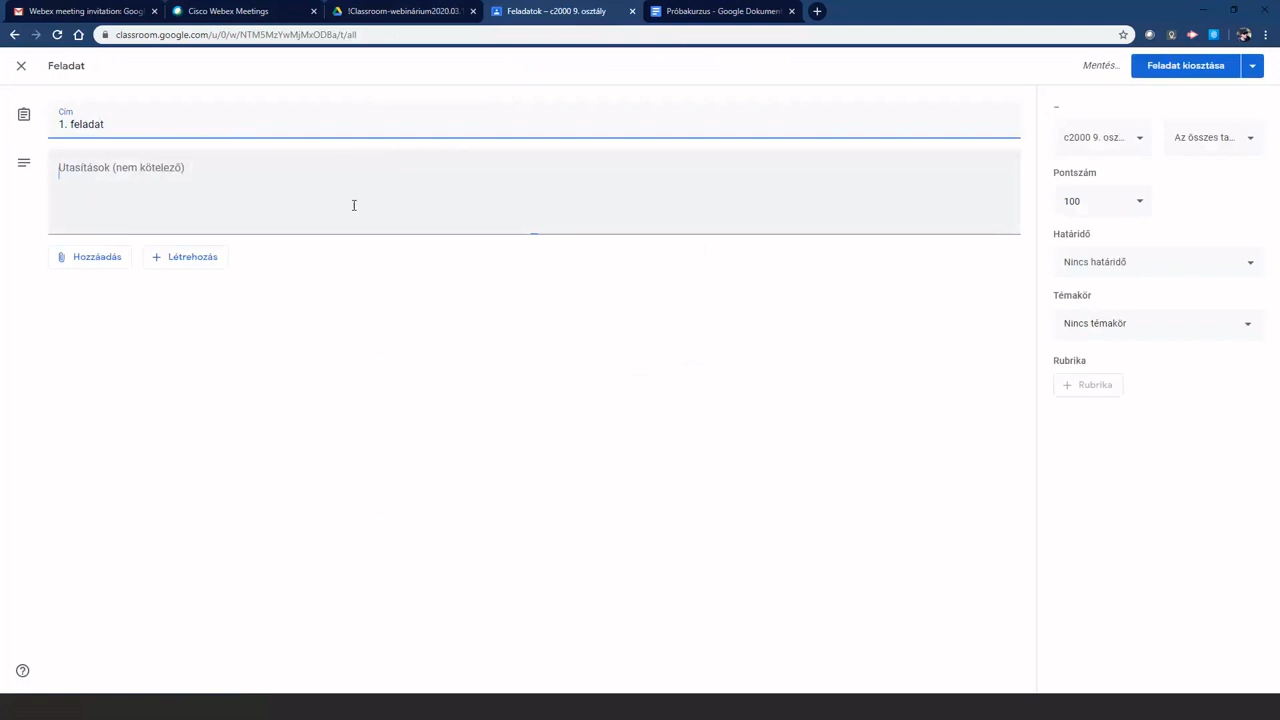 Webex meeting invitation: Goog
Cisco Webex Meetings
!Classroom-webinárium2020.03.1
Feladatok – c2000 9. osztály
Próbakurzus - Google Dokument
classroom.google.com/u/0/w/NTM5MzYwMjMxODBa/t/all
Feladat
Mentés...
Feladat kiosztása
Cím
1. feladat
Utasítások (nem kötelező)
Hozzáadás
Létrehozás
–
c2000 9. osz...
Az összes ta...
Pontszám
100
Határidő
Nincs határidő
Témakör
Nincs témakör
Rubrika
Rubrika